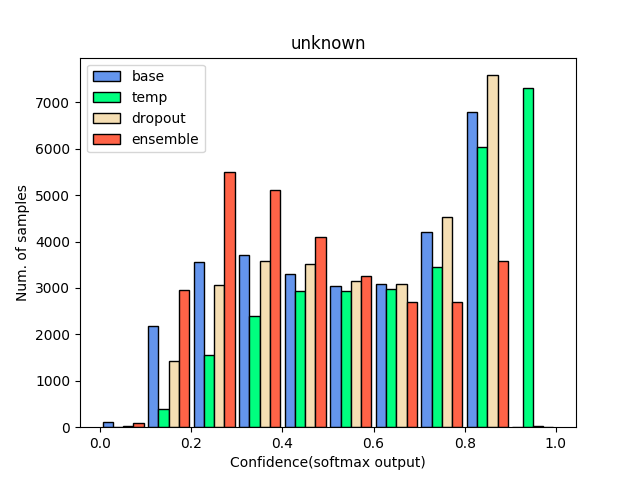 unknown
base
temp
dropout
ensemble
Num. of samples
7000
6000
5000
4000
3000
2000
1000
0
0.0 0.2 0.4 0.6 0.8 1.0
Confidence(softmax output)